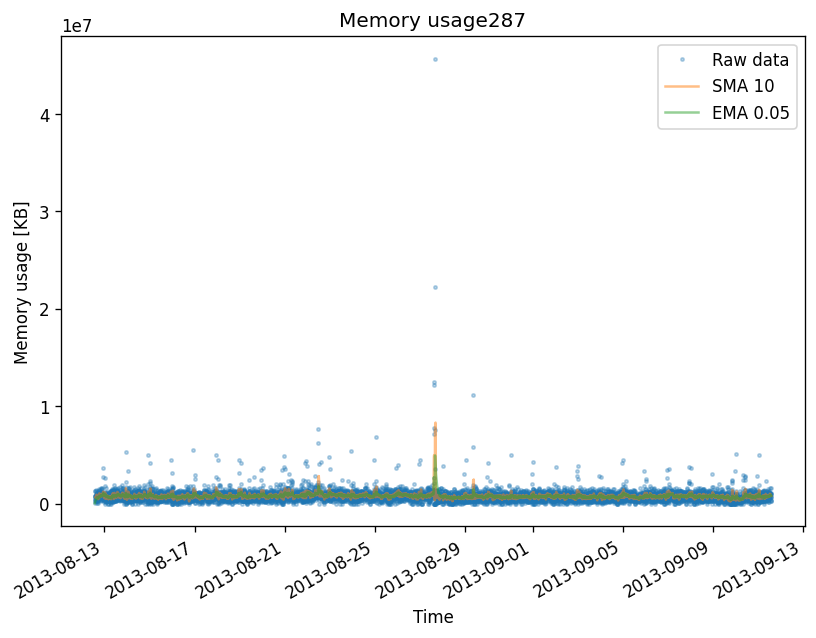 Memory usage287
1e7
Raw data
SMA 10
EMA 0.05
4
3
2
1
0
Memory usage [KB]
2013-08-13
2013-08-17
2013-08-21
2013-08-25
2013-08-29
2013-09-01
2013-09-05
2013-09-09
2013-09-13
Time